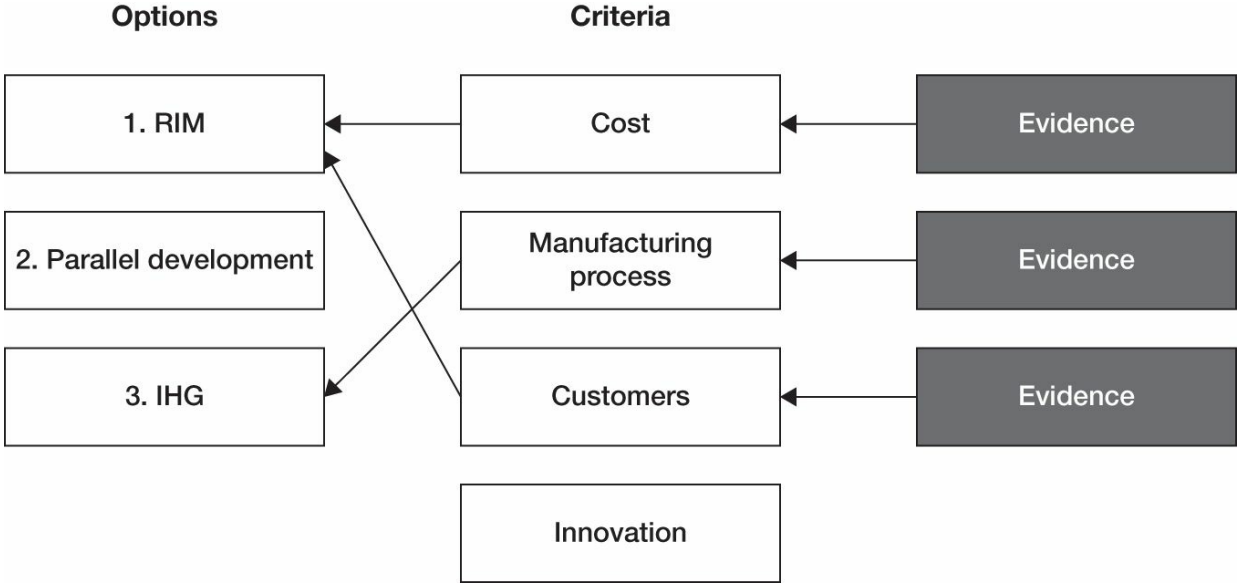 Options
Criteria
1. RIM
Cost
Evidence
2. Parallel development
Manufacturing
process
Evidence
3. IHG
Customers
Evidence
Innovation